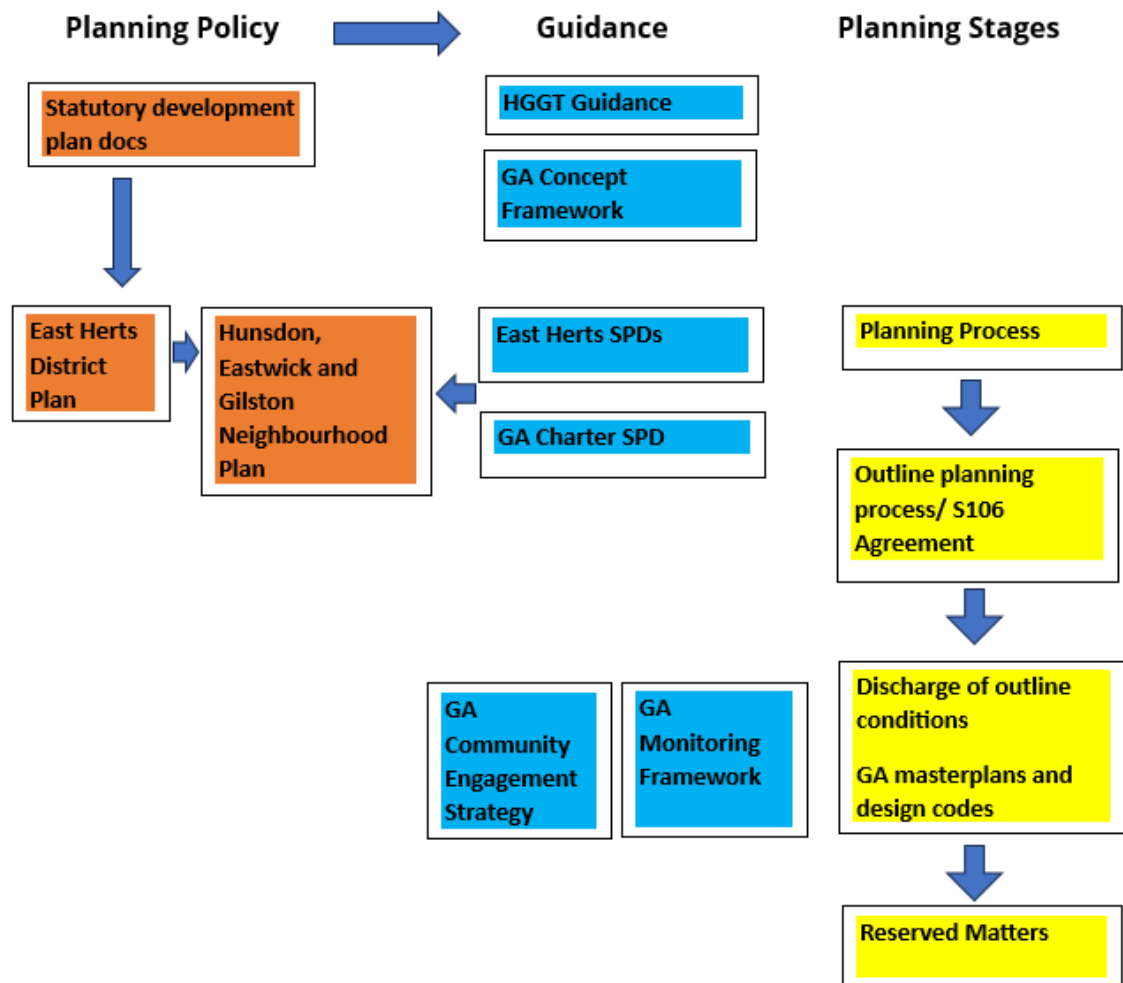 Planning Policy
Guidance
Planning Stages
Statutory development
plan docs
HGGT Guidance
GA Concept
Framework
East Herts
District
Plan
Hunsdon,
Eastwick and
Gilston
Neighbourhood
Plan
East Herts SPDs
GA Charter SPD
Planning Process
Outline planning
process/ S106
Agreement
GA
Community
Engagement
Strategy
GA
Monitoring
Framework
Discharge of outline
conditions
GA masterplans and
design codes
Reserved Matters